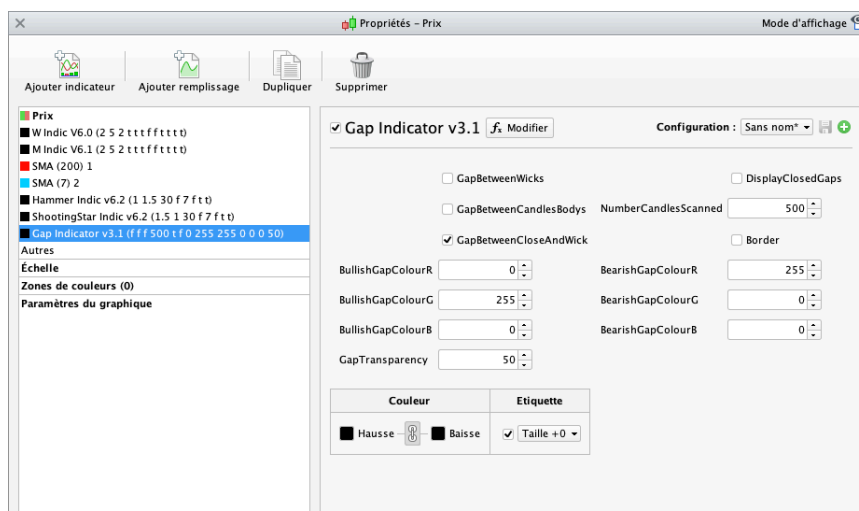 Propriétés – Prix
Mode d'affichage
Ajouter indicateur
Ajouter remplissage
Dupliquer
Supprimer
Prix
W Indic V6.0 (2 5 2 t t t f f t t t t)
M Indic V6.1 (2 5 2 t t t f f t t t t)
SMA (200) 1
SMA (7) 2
Hammer Indic v6.2 (1 1.5 30 f 7 f t t)
ShootingStar Indic v6.2 (1.5 1 30 f 7 f t t)
Gap Indicator v3.1 (f f f 500 t f 0 255 255 0 0 0 50)
Autres
Échelle
Zones de couleurs (0)
Paramètres du graphique
Gap Indicator v3.1
fx Modifier
Configuration :
Sans nom*
GapBetweenWicks
DisplayClosedGaps
GapBetweenCandlesBodys
NumberCandlesScanned
500
GapBetweenCloseAndWick
Border
BullishGapColourR
0
BearishGapColourR
255
BullishGapColourG
255
BearishGapColourG
0
BullishGapColourB
0
BearishGapColourB
0
GapTransparency
50
Couleur
Etiquette
Hausse
Baisse
Taille +0